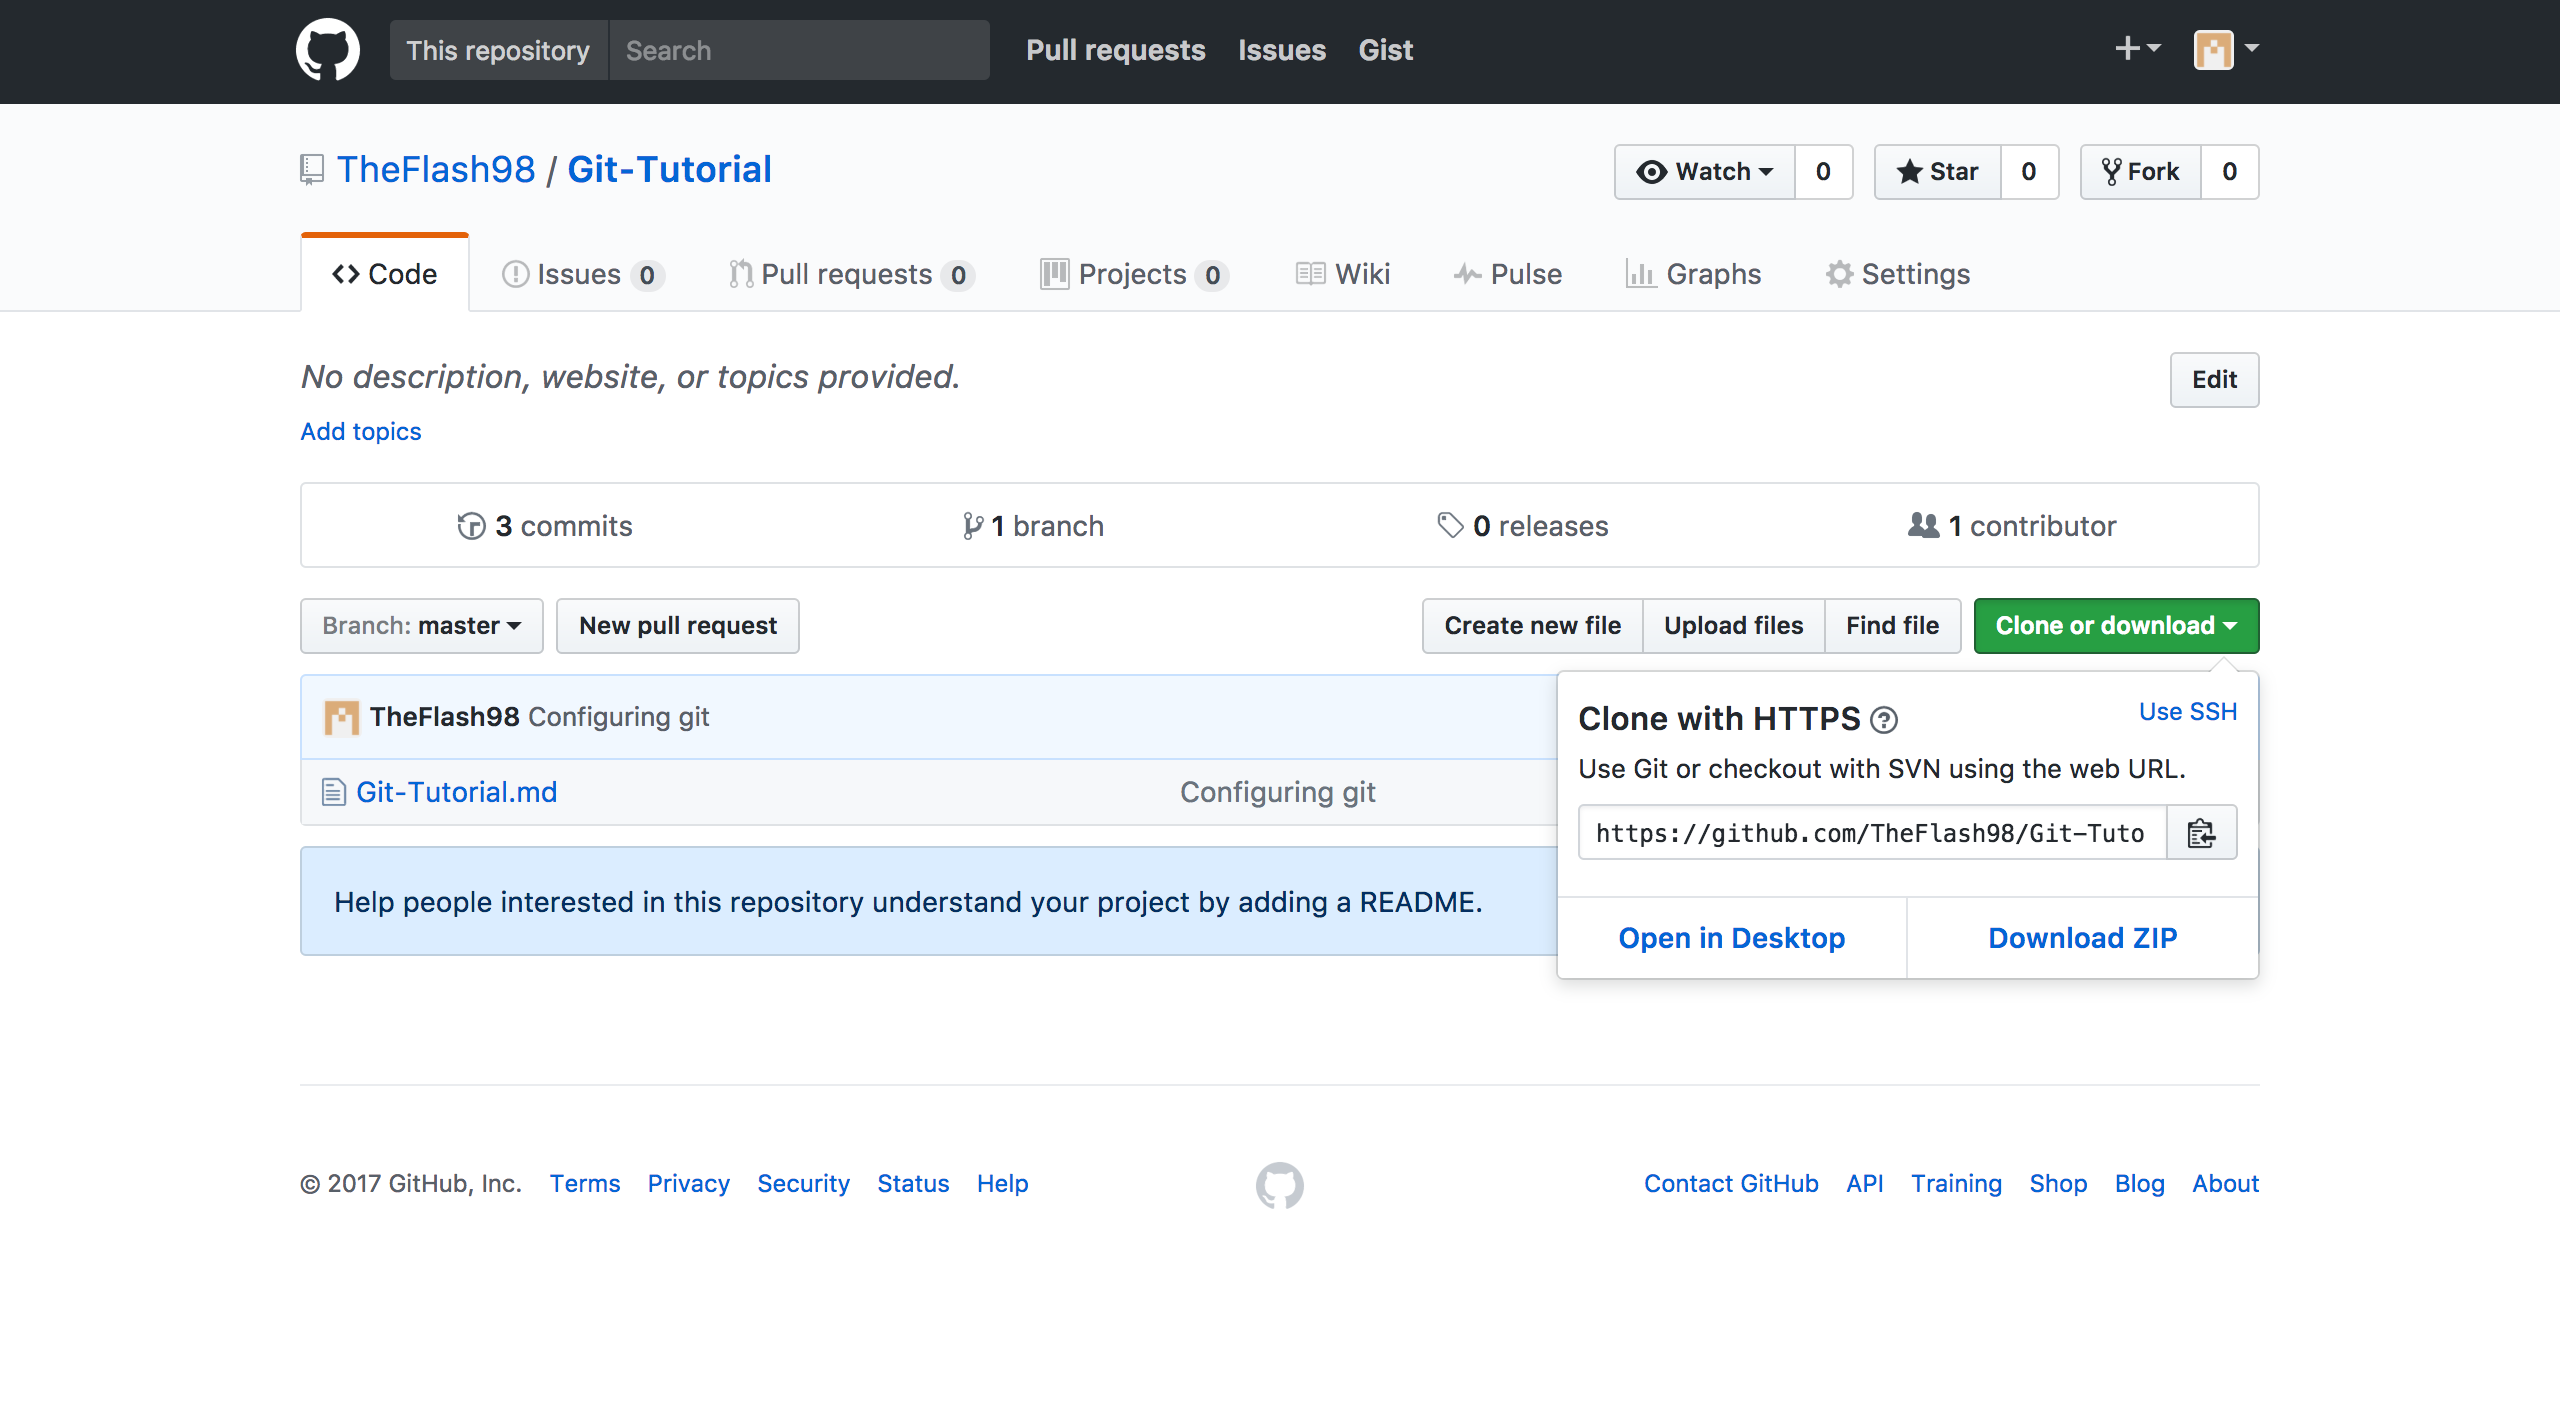 This repository Search Pull requests Issues Gist
TheFlash98 / Git-Tutorial Watch 0 Star 0 Fork 0
Code Issues 0 Pull requests 0 Projects 0 Wiki Pulse Graphs Settings
No description, website, or topics provided. Edit
Add topics
3 commits 1 branch 0 releases 1 contributor
Branch: master New pull request Create new file Upload files Find file Clone or download
TheFlash98 Configuring git
Git-Tutorial.md Configuring git
Help people interested in this repository understand your project by adding a README.
Clone with HTTPS Use SSH
Use Git or checkout with SVN using the web URL.
https://github.com/TheFlash98/Git-Tuto
Open in Desktop Download ZIP
© 2017 GitHub, Inc. Terms Privacy Security Status Help Contact GitHub API Training Shop Blog About